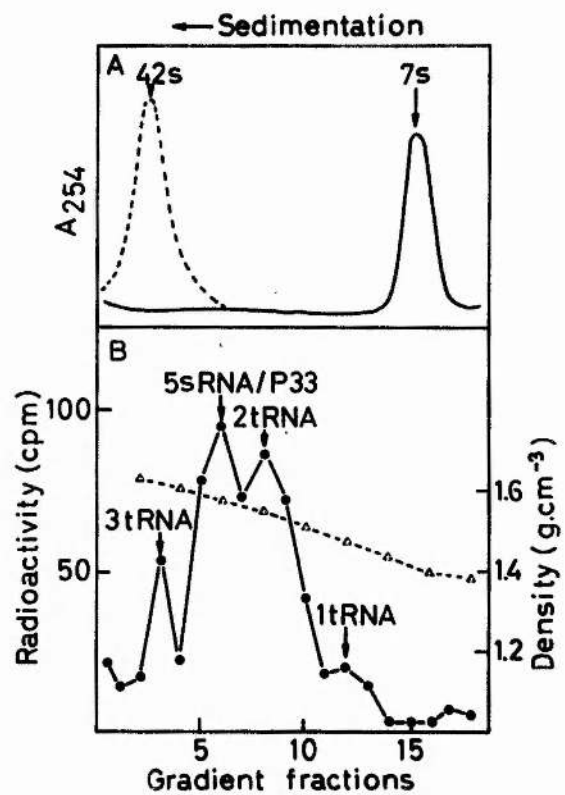 ← Sedimentation
A
42s
7s
A254
B
5sRNA/P33
2tRNA
3tRNA
1tRNA
100
50
Radioactivity (cpm)
1.6
1.4
1.2
Density (g.cm-3)
5 10 15
Gradient fractions